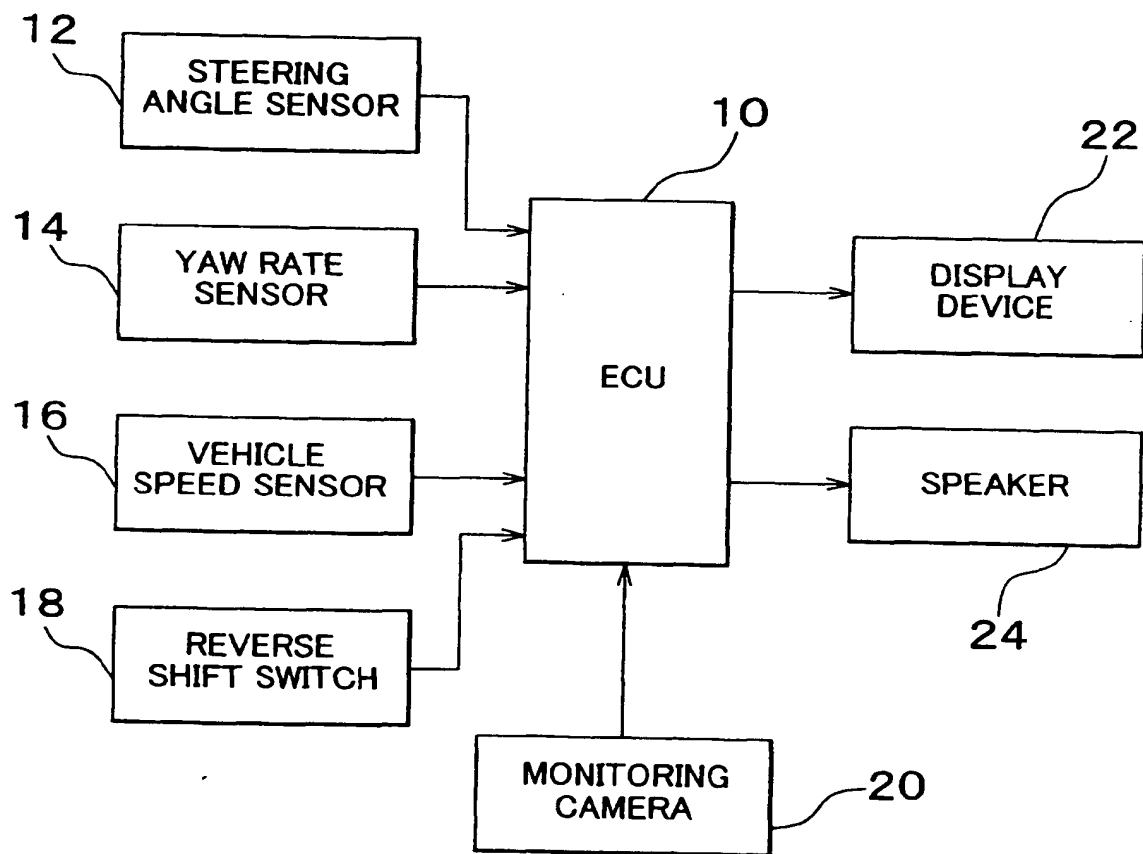 12
STEERING
ANGLE SENSOR
10
22
14
YAW RATE
SENSOR
DISPLAY
DEVICE
ECU
16
VEHICLE
SPEED SENSOR
SPEAKER
24
18
REVERSE
SHIFT SWITCH
MONITORING
CAMERA
20